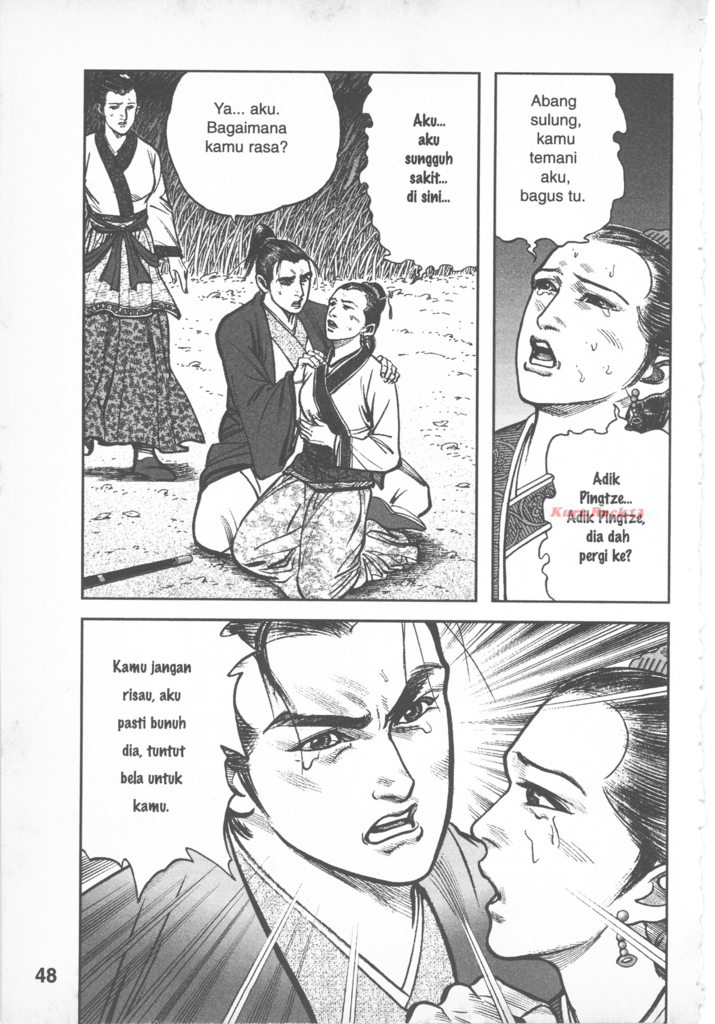 Ya... aku.
Bagaimana
kamu rasa?
Aku...
aku
sungguh
sakit...
di sini...
Abang
sulung,
kamu
temani
aku,
bagus tu.
Adik
Pingtze...
Adik Pingtze,
dia dah
pergi ke?
Kamu jangan
risau, aku
pasti bunuh
dia, tuntut
bela untuk
kamu.
48